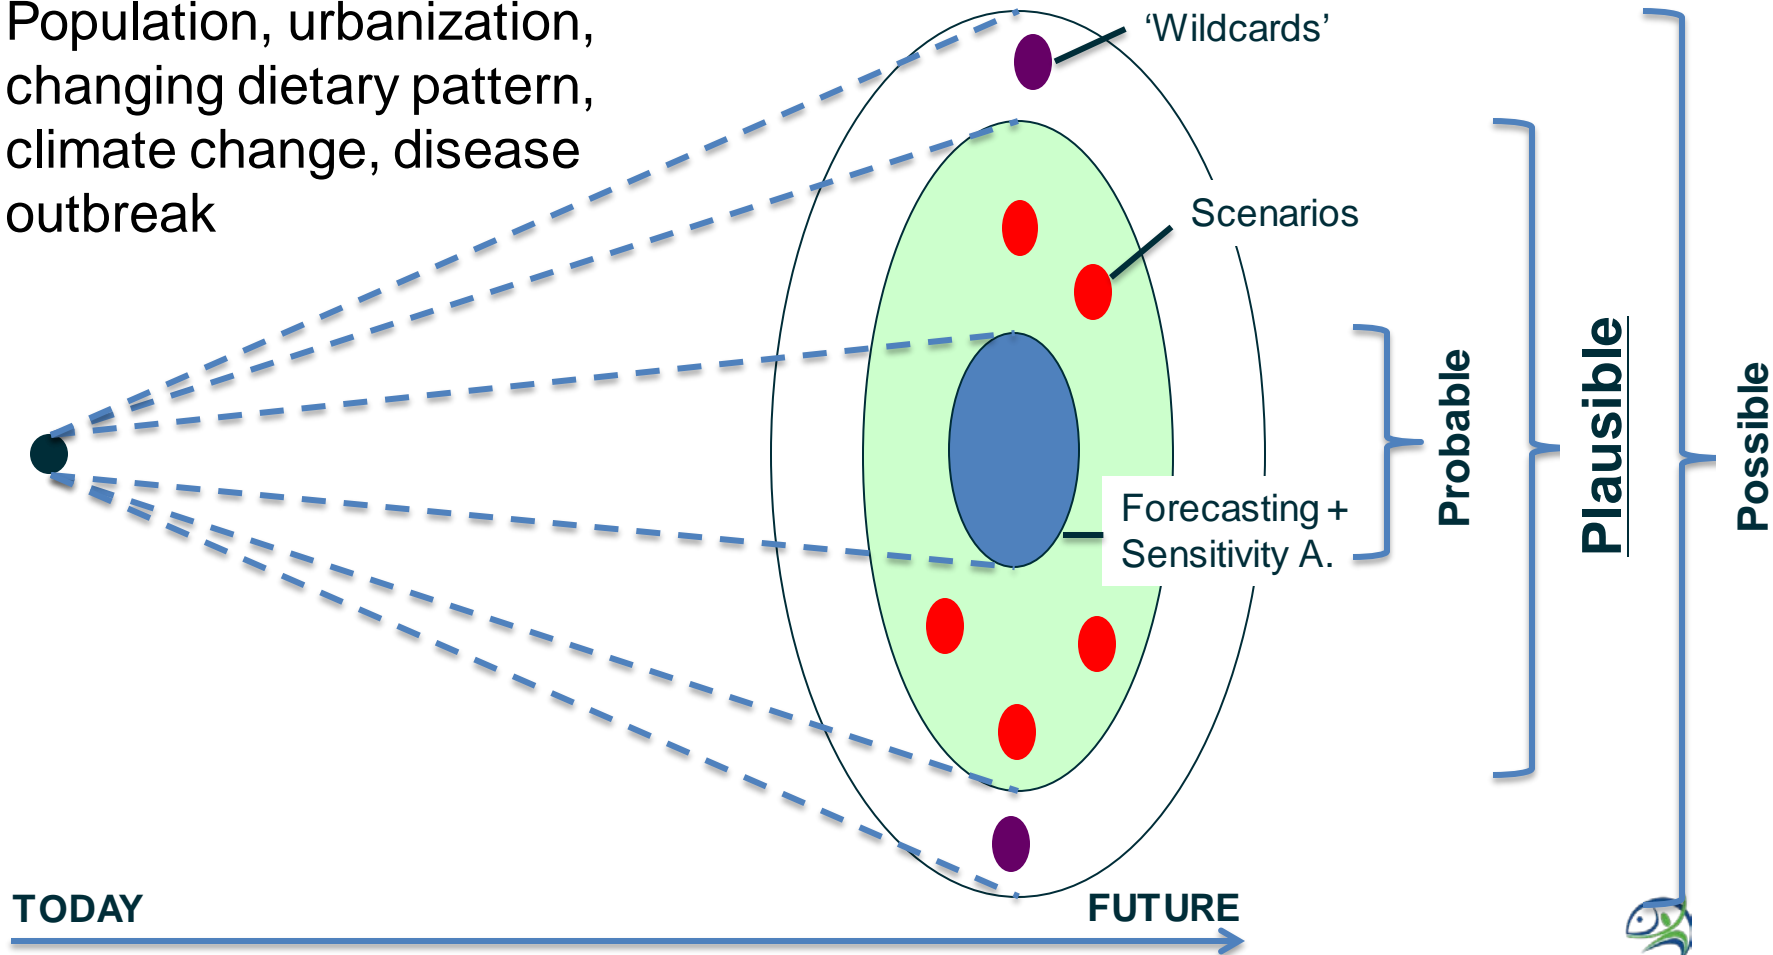 Population, urbanization,
changing dietary pattern,
climate change, disease
outbreak
‘Wildcards’
Scenarios
Forecasting +
Sensitivity A.
Probable
Plausible
Possible
TODAY
FUTURE